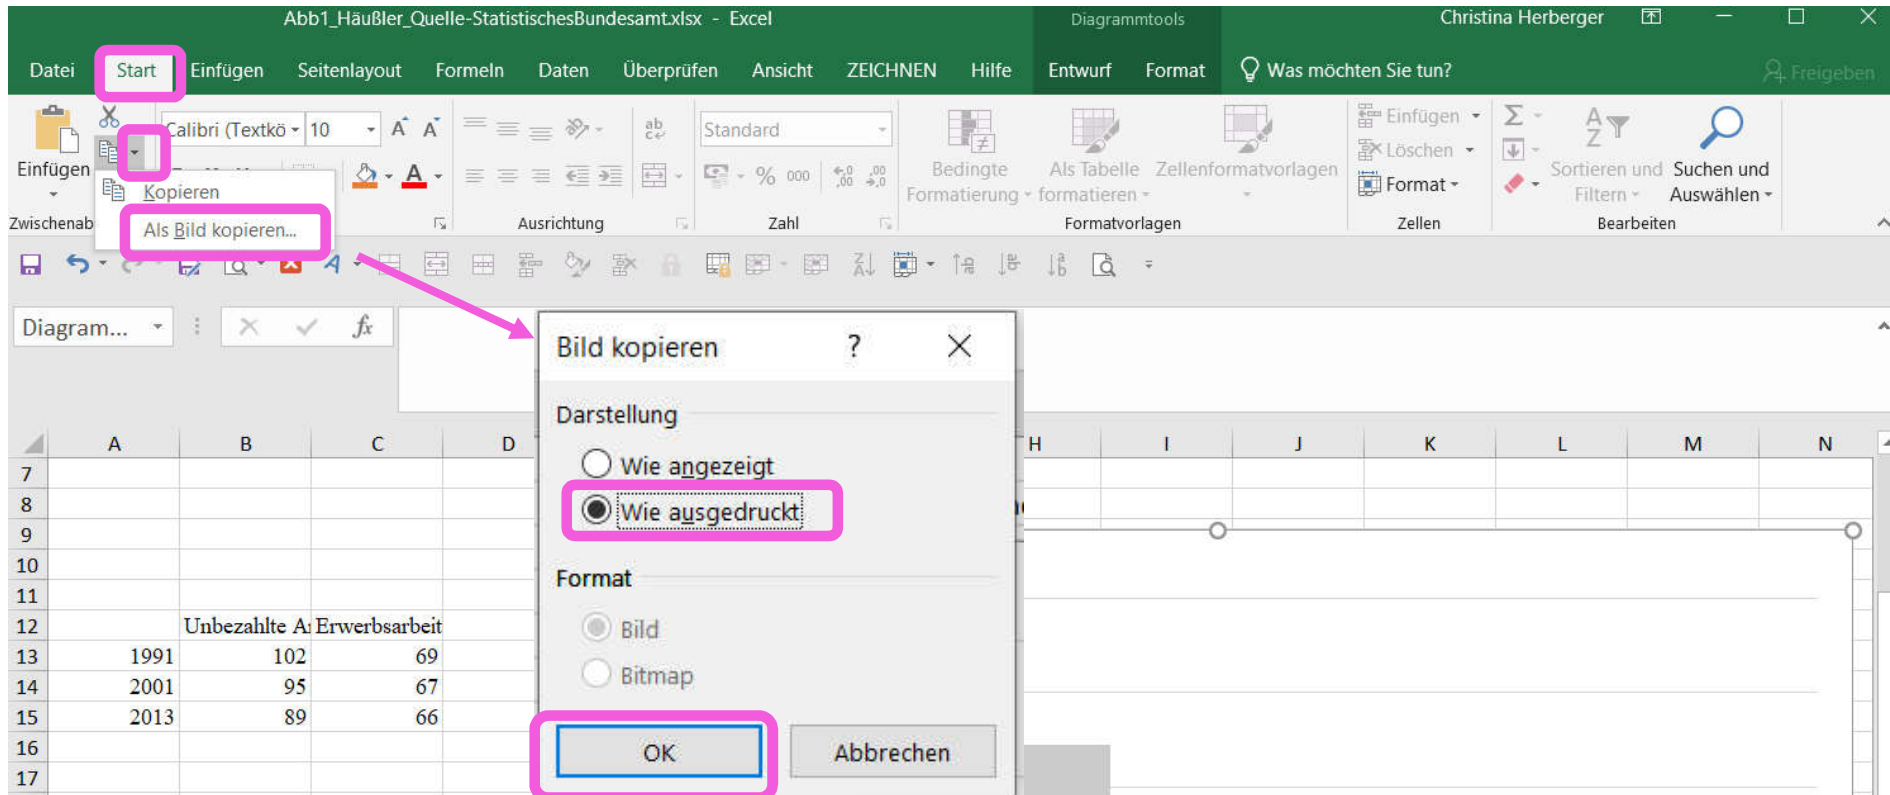 Abb1_Häußler_Quelle-StatistischesBundesamt.xlsx - Excel
Diagrammtools
Christina Herberger
Datei Start Einfügen Seitenlayout Formeln Daten Überprüfen Ansicht ZEICHNEN Hilfe Entwurf Format Was möchten Sie tun? Freigeben
Calibri (Textkö 10 Standard
Einfügen
Kopieren
Als Bild kopieren...
% 000
Bedingte Formatierung
Als Tabelle formatieren
Zellenformatvorlagen
Einfügen
Löschen
Format
Sortieren und Filtern
Suchen und Auswählen
Zwischenab Ausrichtung Zahl Formatvorlagen Zellen Bearbeiten
Diagram... fx
Bild kopieren ? ×
Darstellung
Wie angezeigt
Wie ausgedruckt
Format
Bild
Bitmap
OK Abbrechen
A B C D H I J K L M N
7
8
9
10
11
12 Unbezahlte A Erwerbsarbeit
13 1991 102 69
14 2001 95 67
15 2013 89 66
16
17